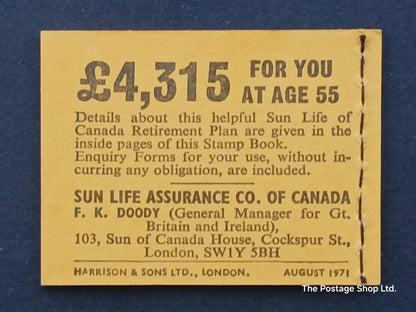 £4,315 FOR YOU
AT AGE 55
Details about this helpful Sun Life of
Canada Retirement Plan are given in the
inside pages of this Stamp Book.
Enquiry Forms for your use, without in-
curring any obligation, are included.
SUN LIFE ASSURANCE CO. OF CANADA
F. K. DOODY (General Manager for Gt.
Britain and Ireland),
103, Sun of Canada House, Cockspur St.,
London, SW1Y 5BH
HARRISON & SONS LTD., LONDON. AUGUST 1971
The Postage Shop Ltd.